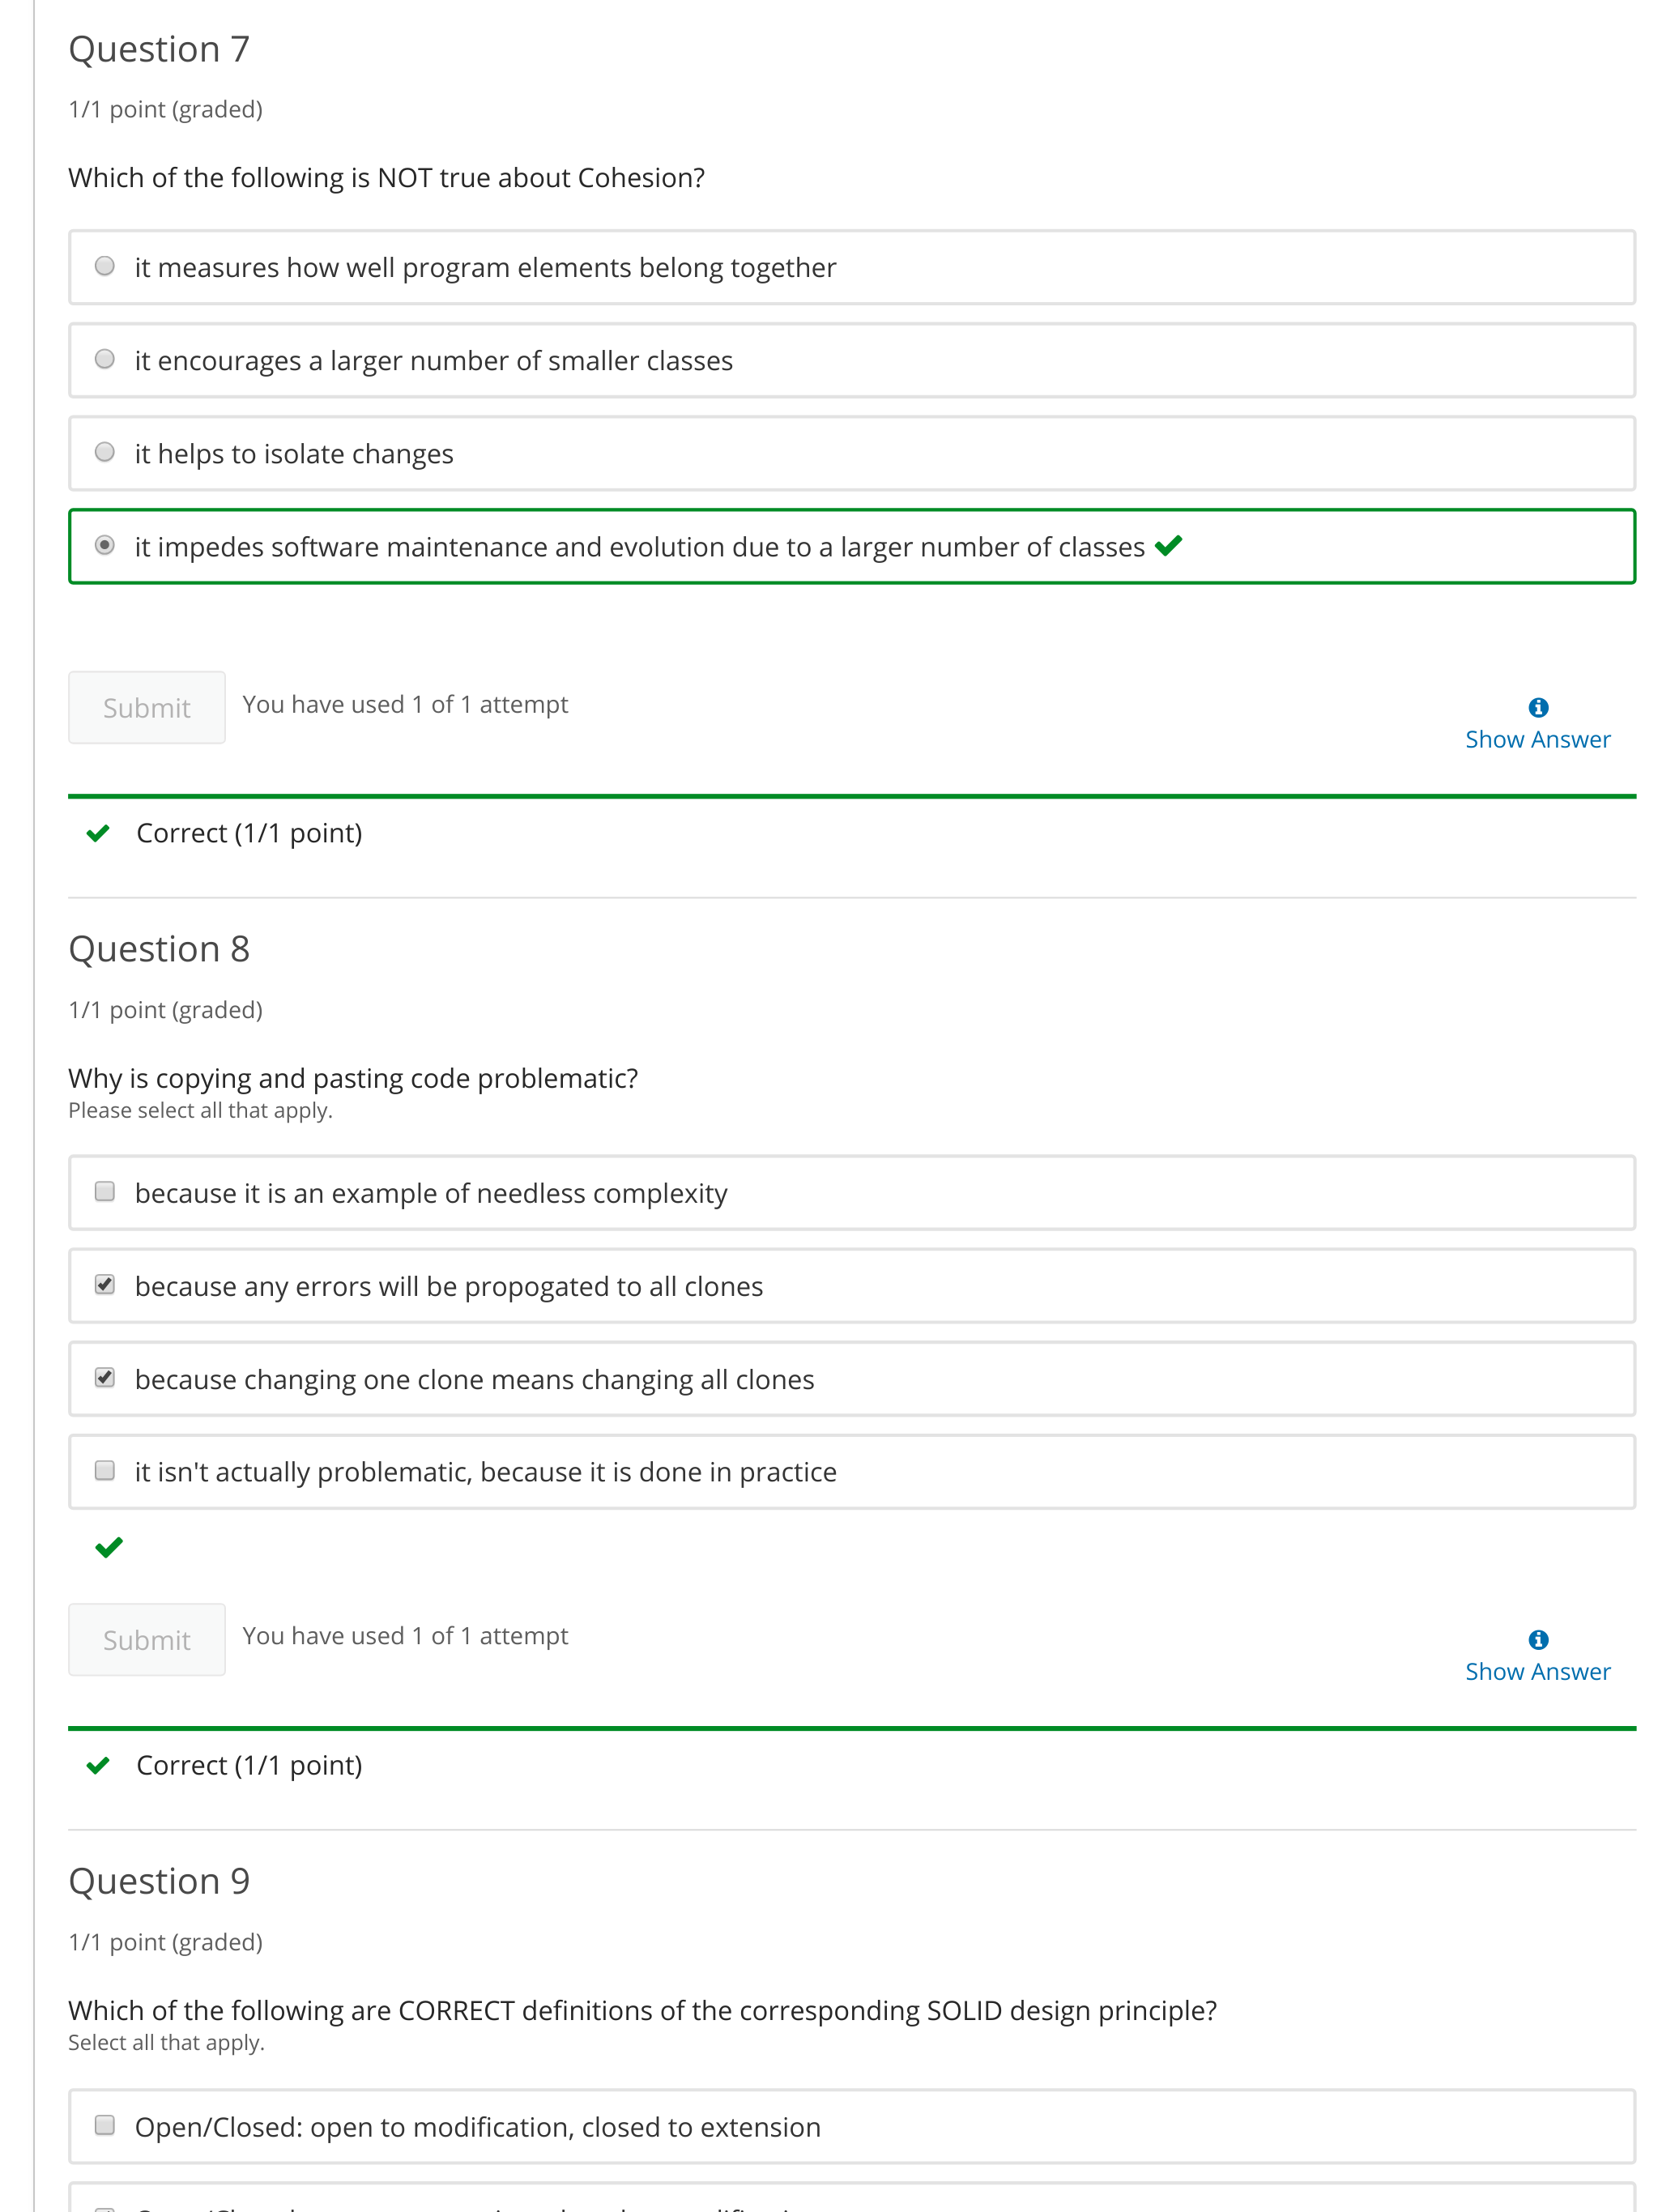 Question 7
1/1 point (graded)
Which of the following is NOT true about Cohesion?
it measures how well program elements belong together
it encourages a larger number of smaller classes
it helps to isolate changes
it impedes software maintenance and evolution due to a larger number of classes
Submit You have used 1 of 1 attempt
Show Answer
Correct (1/1 point)
Question 8
1/1 point (graded)
Why is copying and pasting code problematic?
Please select all that apply.
because it is an example of needless complexity
because any errors will be propogated to all clones
because changing one clone means changing all clones
it isn't actually problematic, because it is done in practice
Submit You have used 1 of 1 attempt
Show Answer
Correct (1/1 point)
Question 9
1/1 point (graded)
Which of the following are CORRECT definitions of the corresponding SOLID design principle?
Select all that apply.
Open/Closed: open to modification, closed to extension